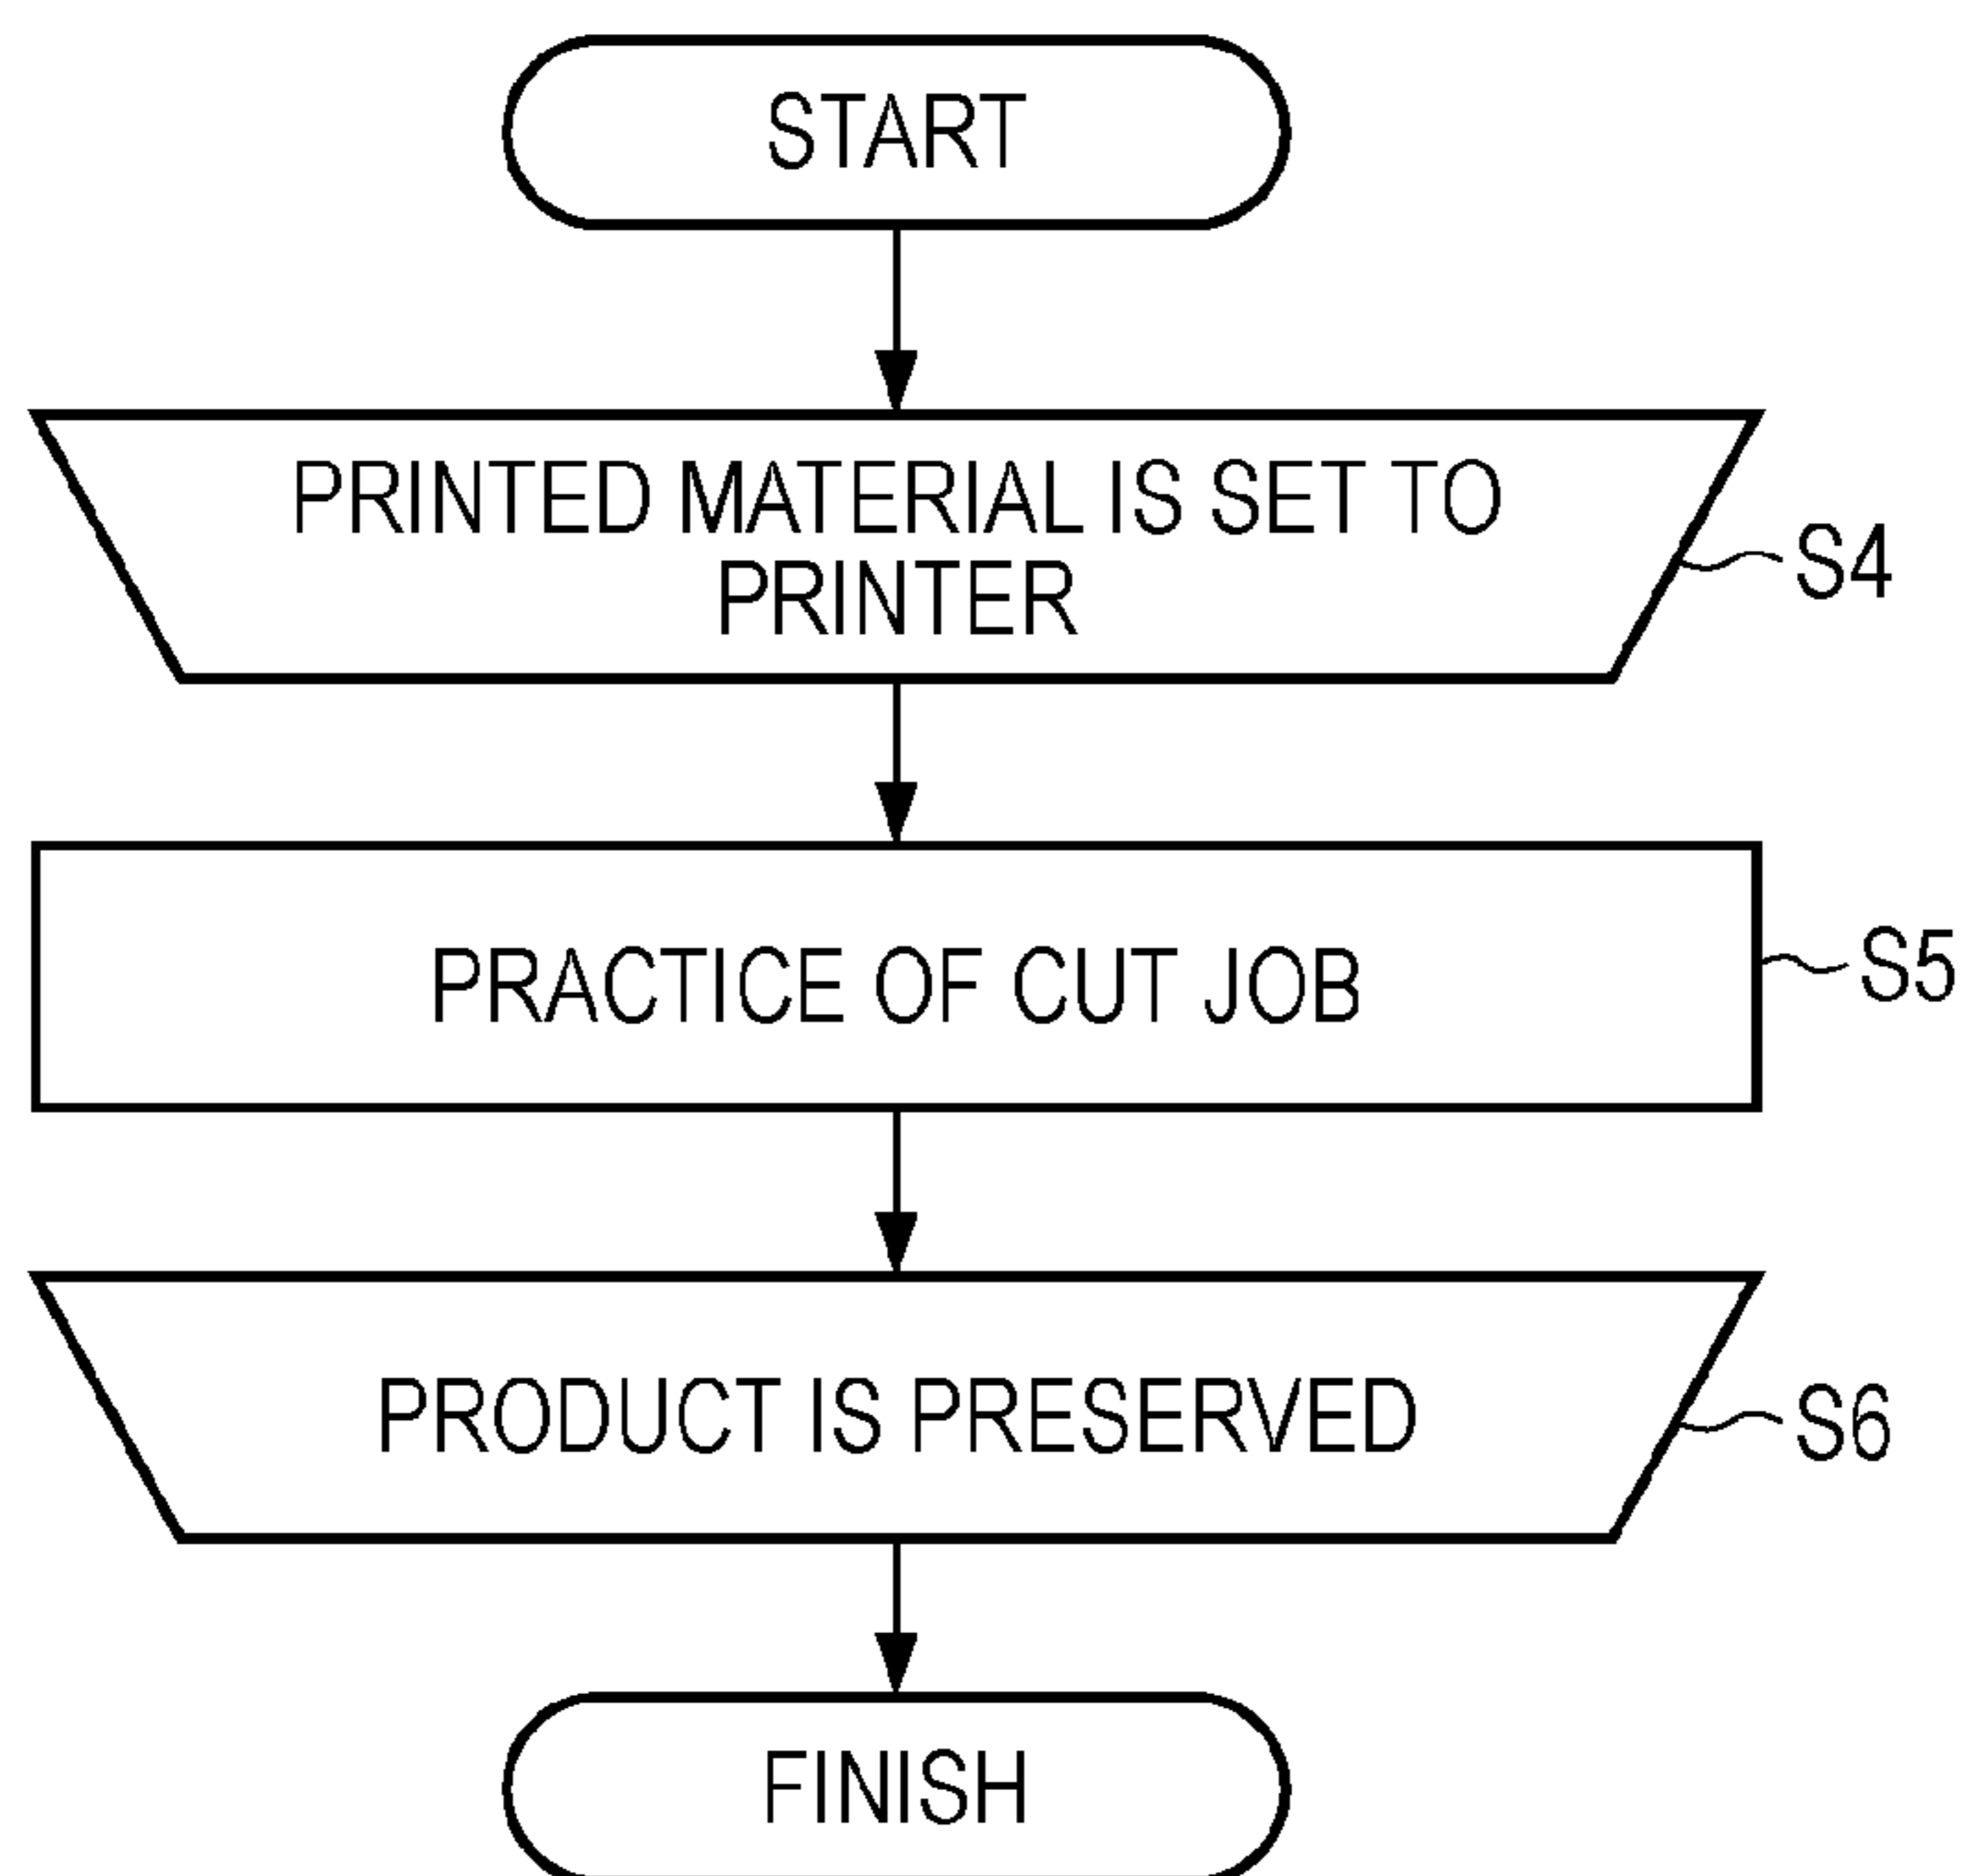 START
PRINTED MATERIAL IS SET TO
PRINTER
S4
PRACTICE OF CUT JOB
S5
PRODUCT IS PRESERVED
S6
FINISH